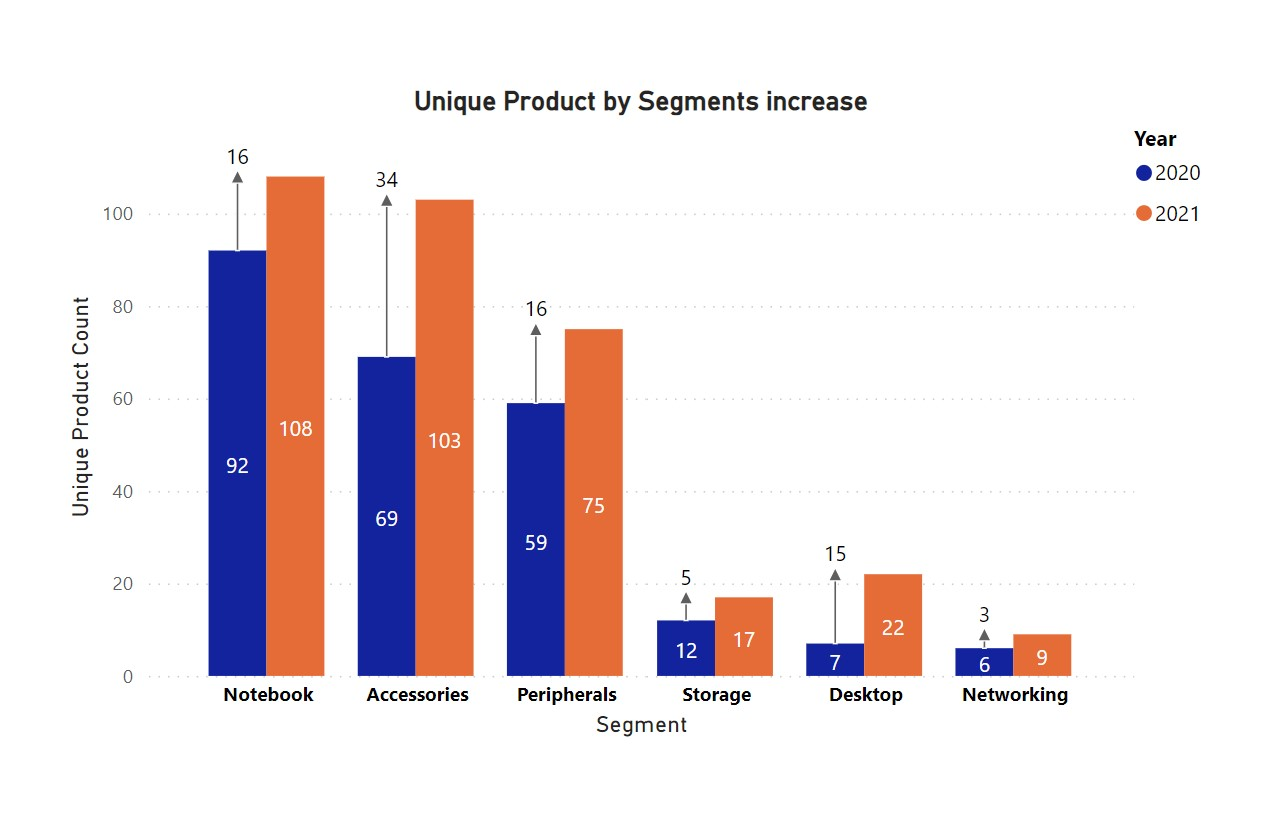 Unique Product by Segments increase
Year
2020
2021
Unique Product Count
100
80
60
40
20
0
16
34
16
5
15
3
92
108
69
103
59
75
12
17
7
22
6
9
Notebook
Accessories
Peripherals
Storage
Desktop
Networking
Segment